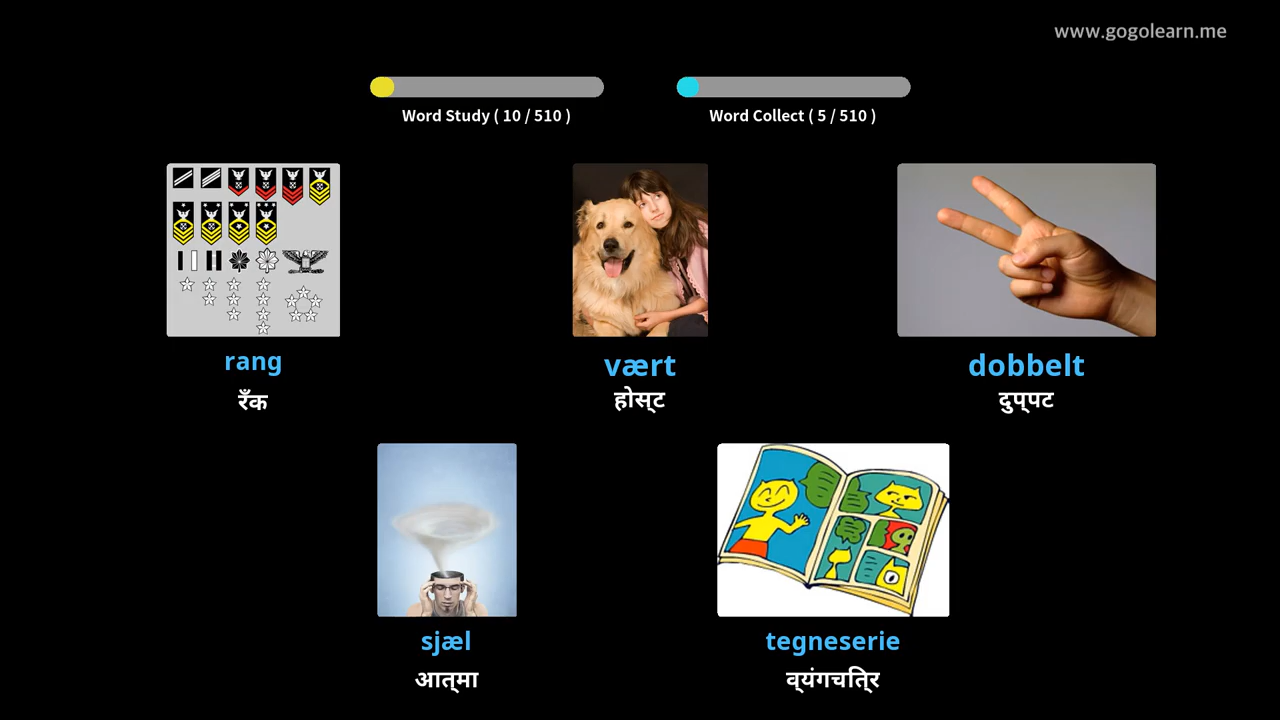 www.gogolearn.me
Word Study ( 10 / 510 )
Word Collect ( 5 / 510 )
rang
रैंक
vært
होस्ट
dobbelt
दुप्पट
sjæl
आत्मा
tegneserie
व्यंगचित्रि